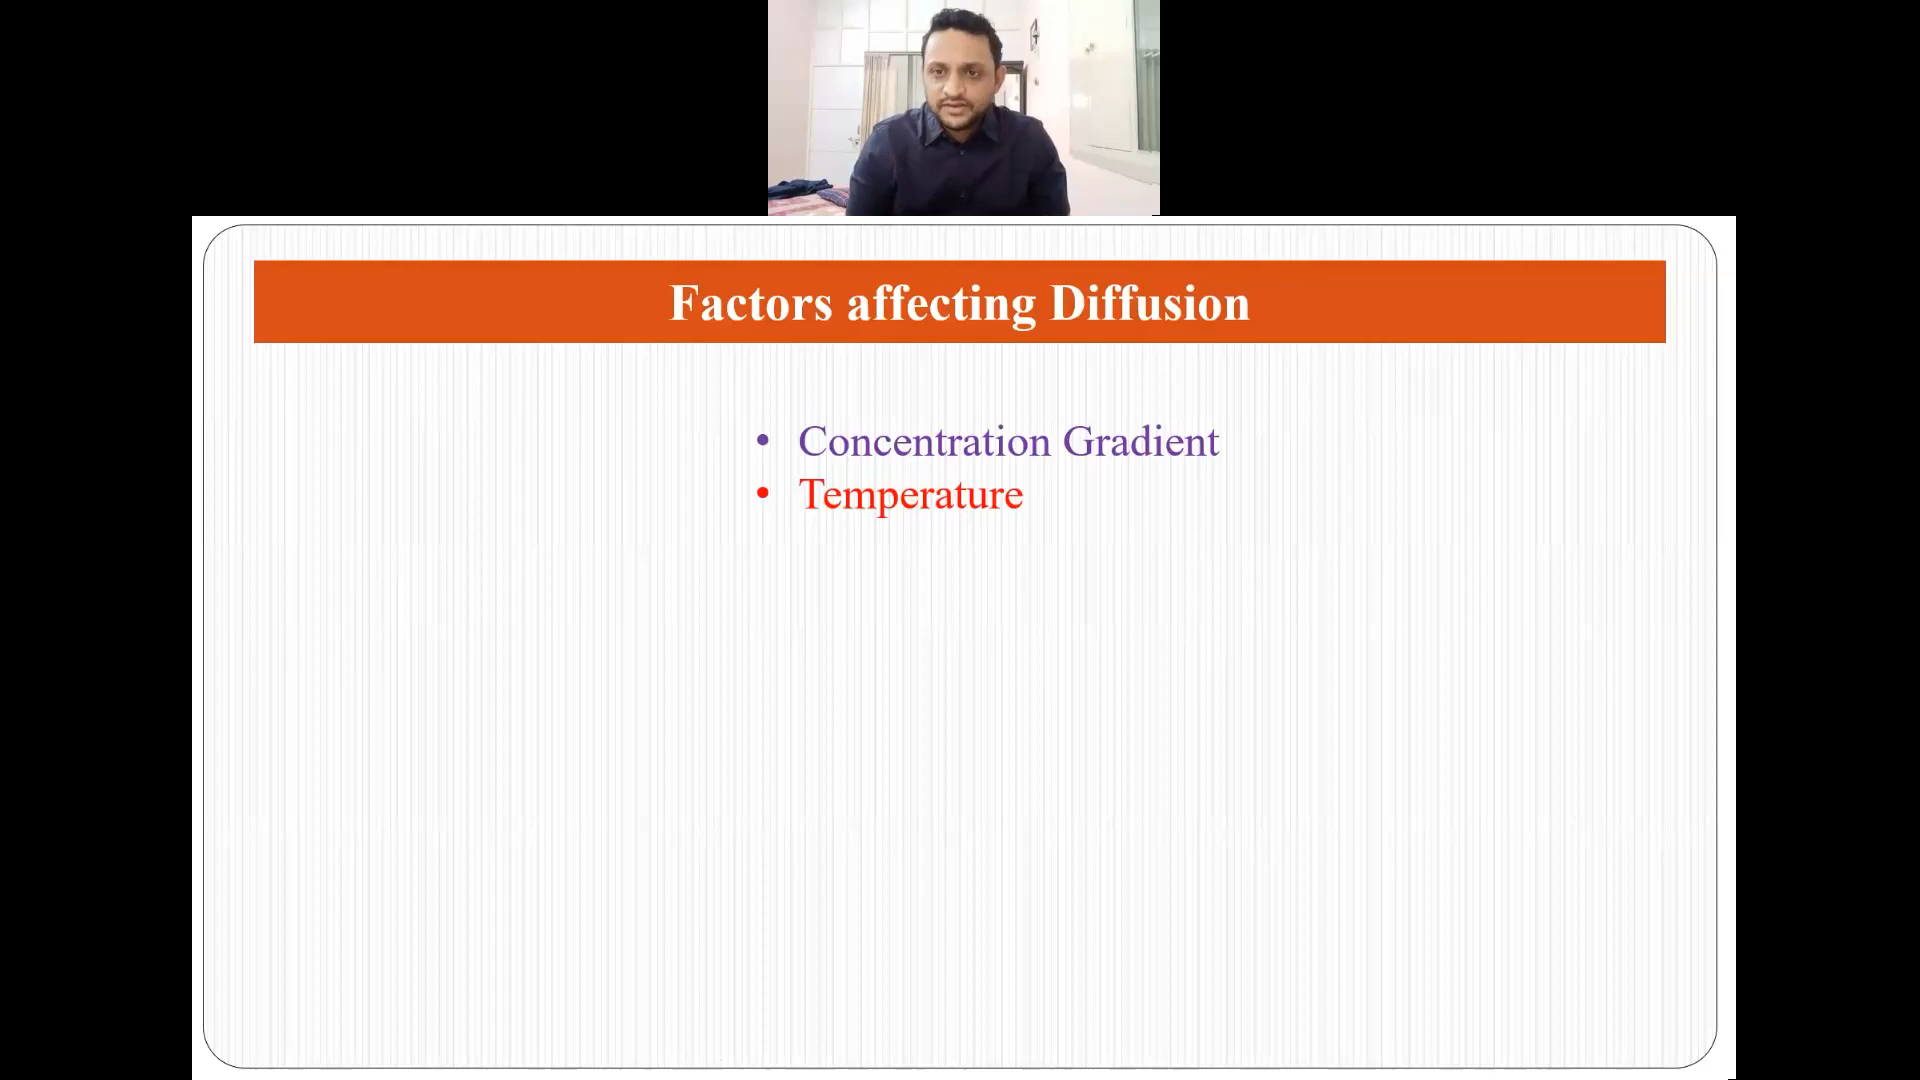 Factors affecting Diffusion
• Concentration Gradient
• Temperature